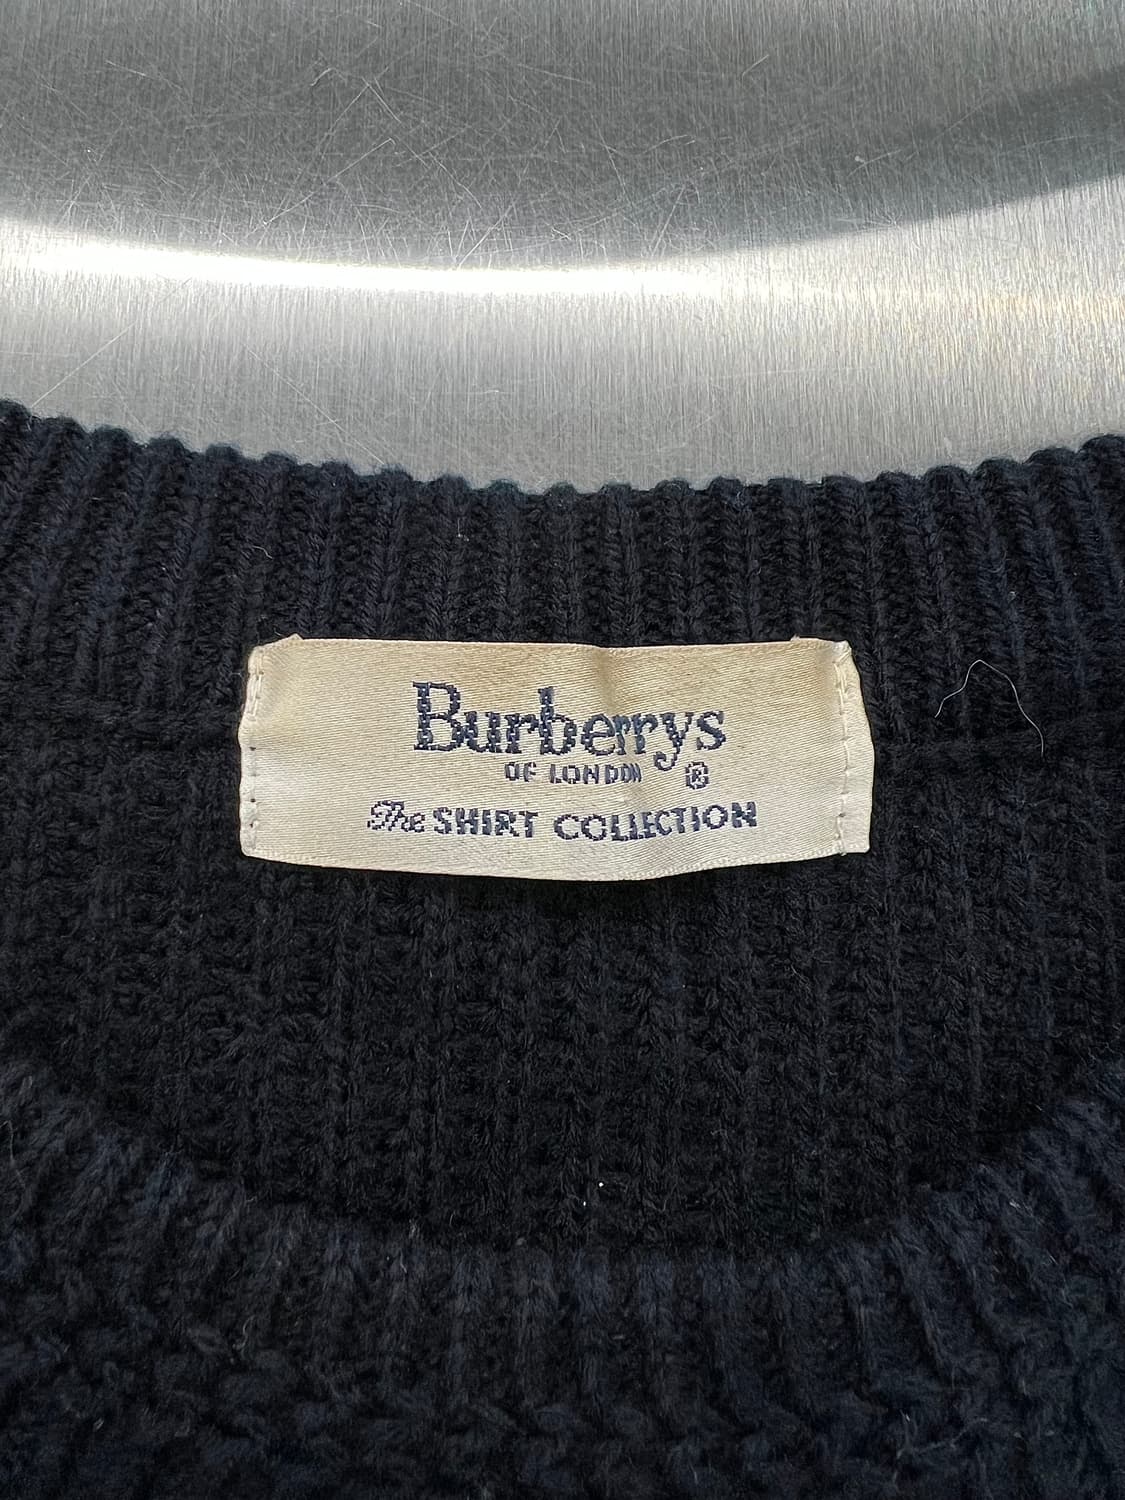 Burberrys
OF LONDON ®
The SHIRT COLLECTION